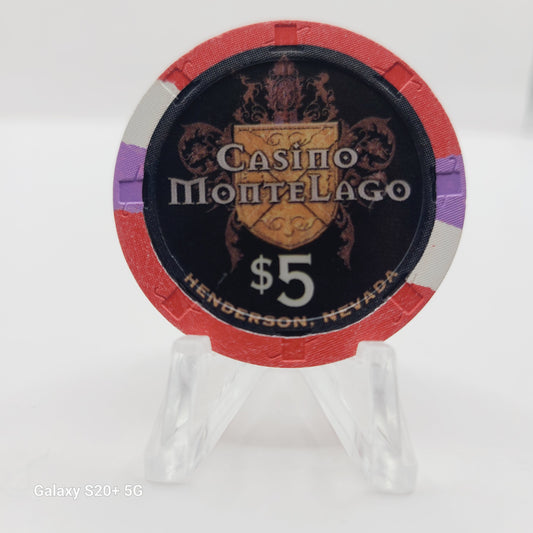 Casino
MonteLago
$5
HENDERSON, NEVADA
Galaxy S20+ 5G